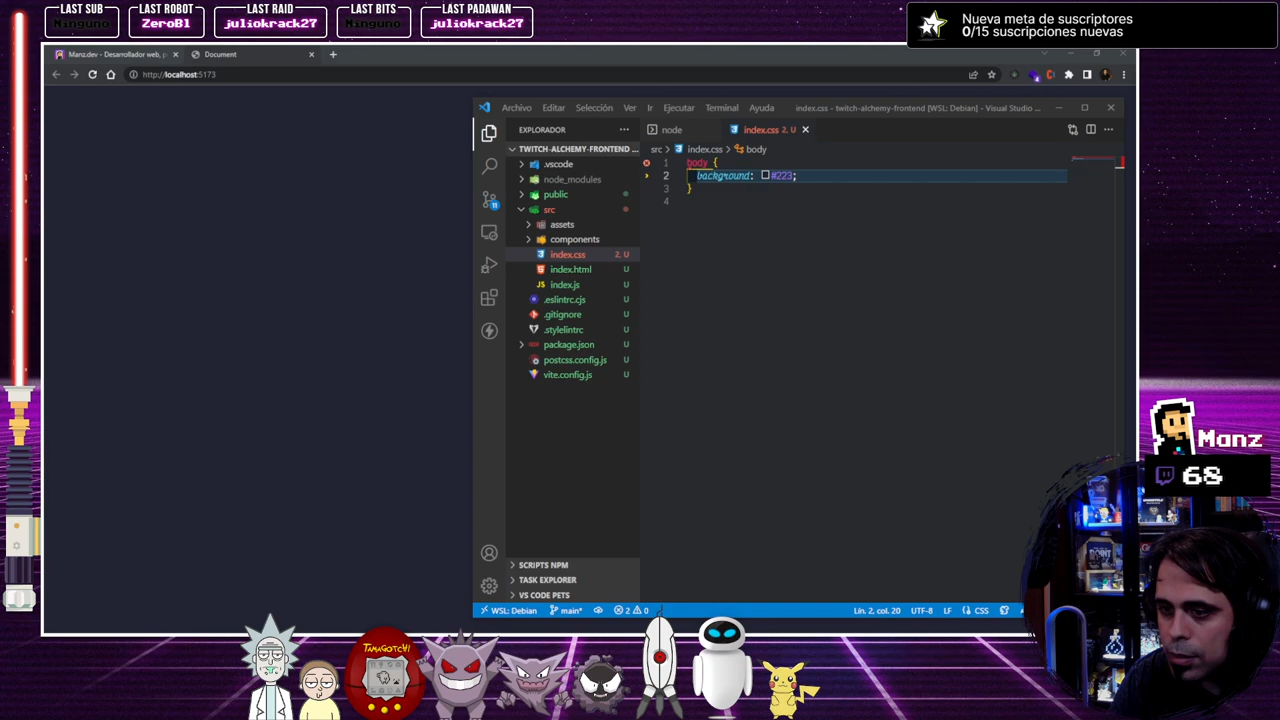 LAST SUB
Ninguno
LAST ROBOT
ZeroBl
LAST RAID
juliokrack27
LAST BITS
Ninguno
LAST PADAWAN
juliokrack27
Nueva meta de suscriptores
0/15 suscripciones nuevas
Manz.dev - Desarrollador web, p
Document
http://localhost:5173
Archivo Editar Selección Ver Ir Ejecutar Terminal Ayuda
index.css - twitch-alchemy-frontend [WSL: Debian] - Visual Studio ...
EXPLORADOR
node
index.css 2, U
src > index.css > body
TWITCH-ALCHEMY-FRONTEND ...
.vscode
node_modules
public
src
assets
components
index.css 2, U
index.html U
index.js U
.eslintrc.cjs U
.gitignore U
.stylelintrc U
package.json U
postcss.config.js U
vite.config.js U
1 body {
2 background: #223;
3 }
4
11
SCRIPTS NPM
TASK EXPLORER
VS CODE PETS
WSL: Debian main* 2 0
Lín. 2, col. 20 UTF-8 LF CSS
Manz
68
TAMAGOTCHI